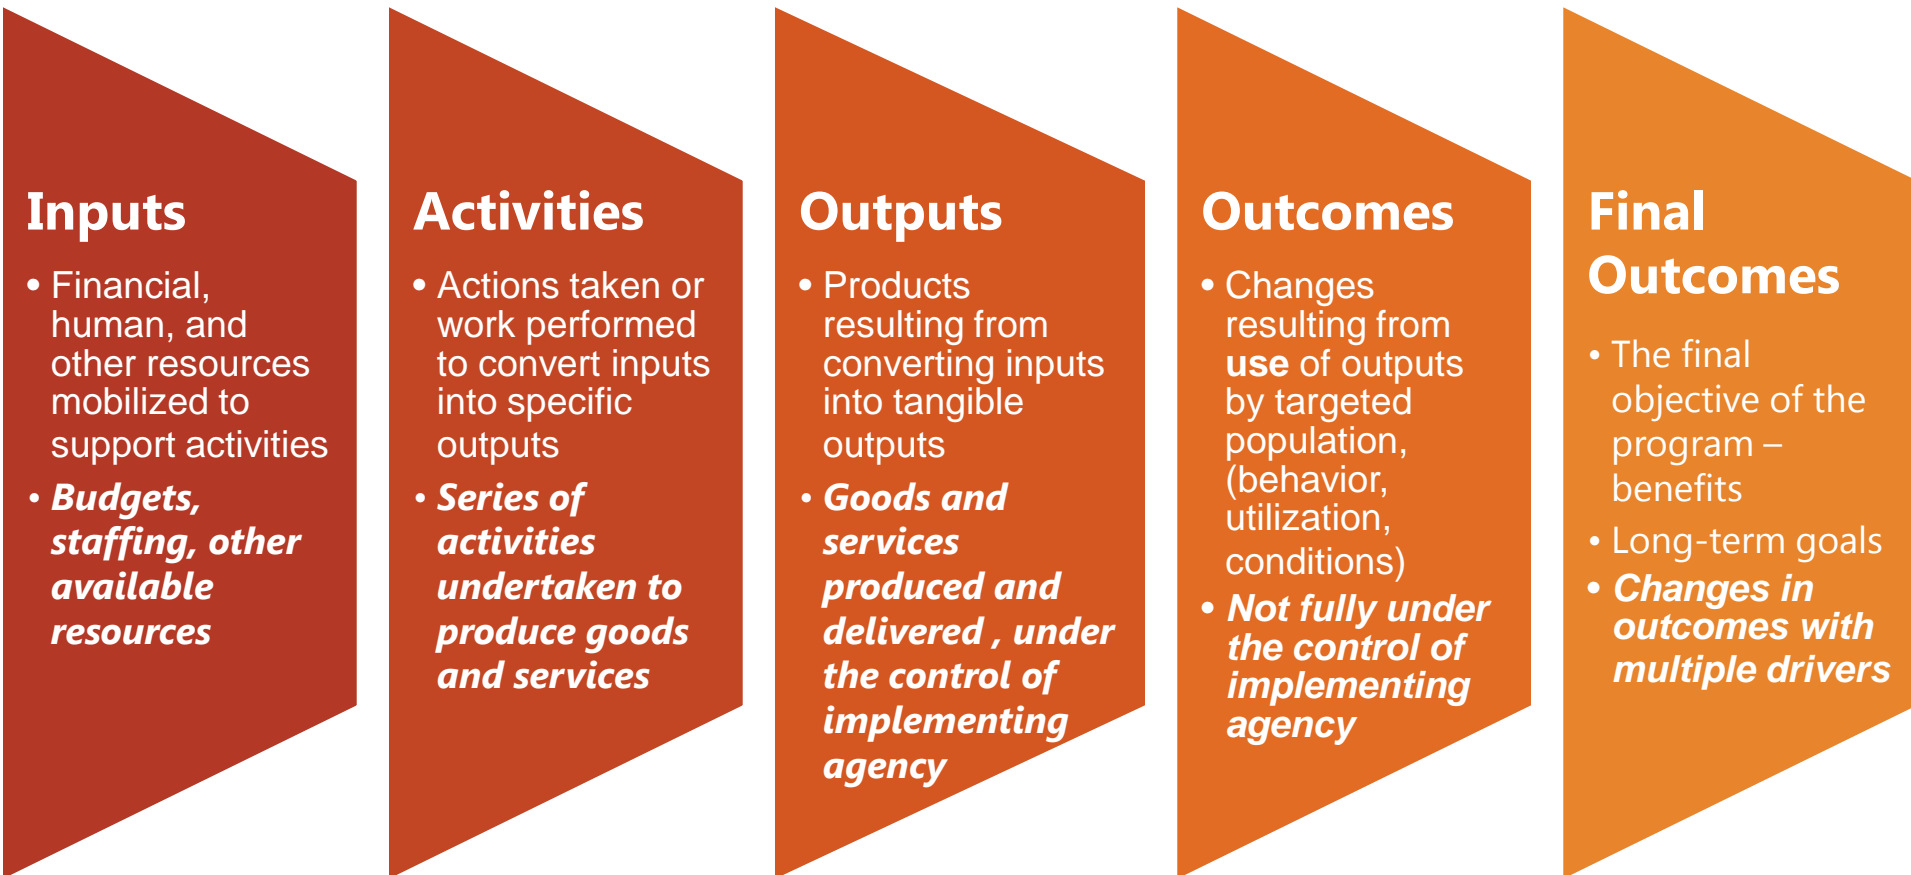 Inputs
• Financial,
human, and
other resources
mobilized to
support activities
• Budgets,
staffing, other
available
resources
Activities
• Actions taken or
work performed
to convert inputs
into specific
outputs
• Series of
activities
undertaken to
produce goods
and services
Outputs
• Products
resulting from
converting inputs
into tangible
outputs
• Goods and
services
produced and
delivered , under
the control of
implementing
agency
Outcomes
• Changes
resulting from
use of outputs
by targeted
population,
(behavior,
utilization,
conditions)
• Not fully under
the control of
implementing
agency
Final
Outcomes
• The final
objective of the
program –
benefits
• Long-term goals
• Changes in
outcomes with
multiple drivers